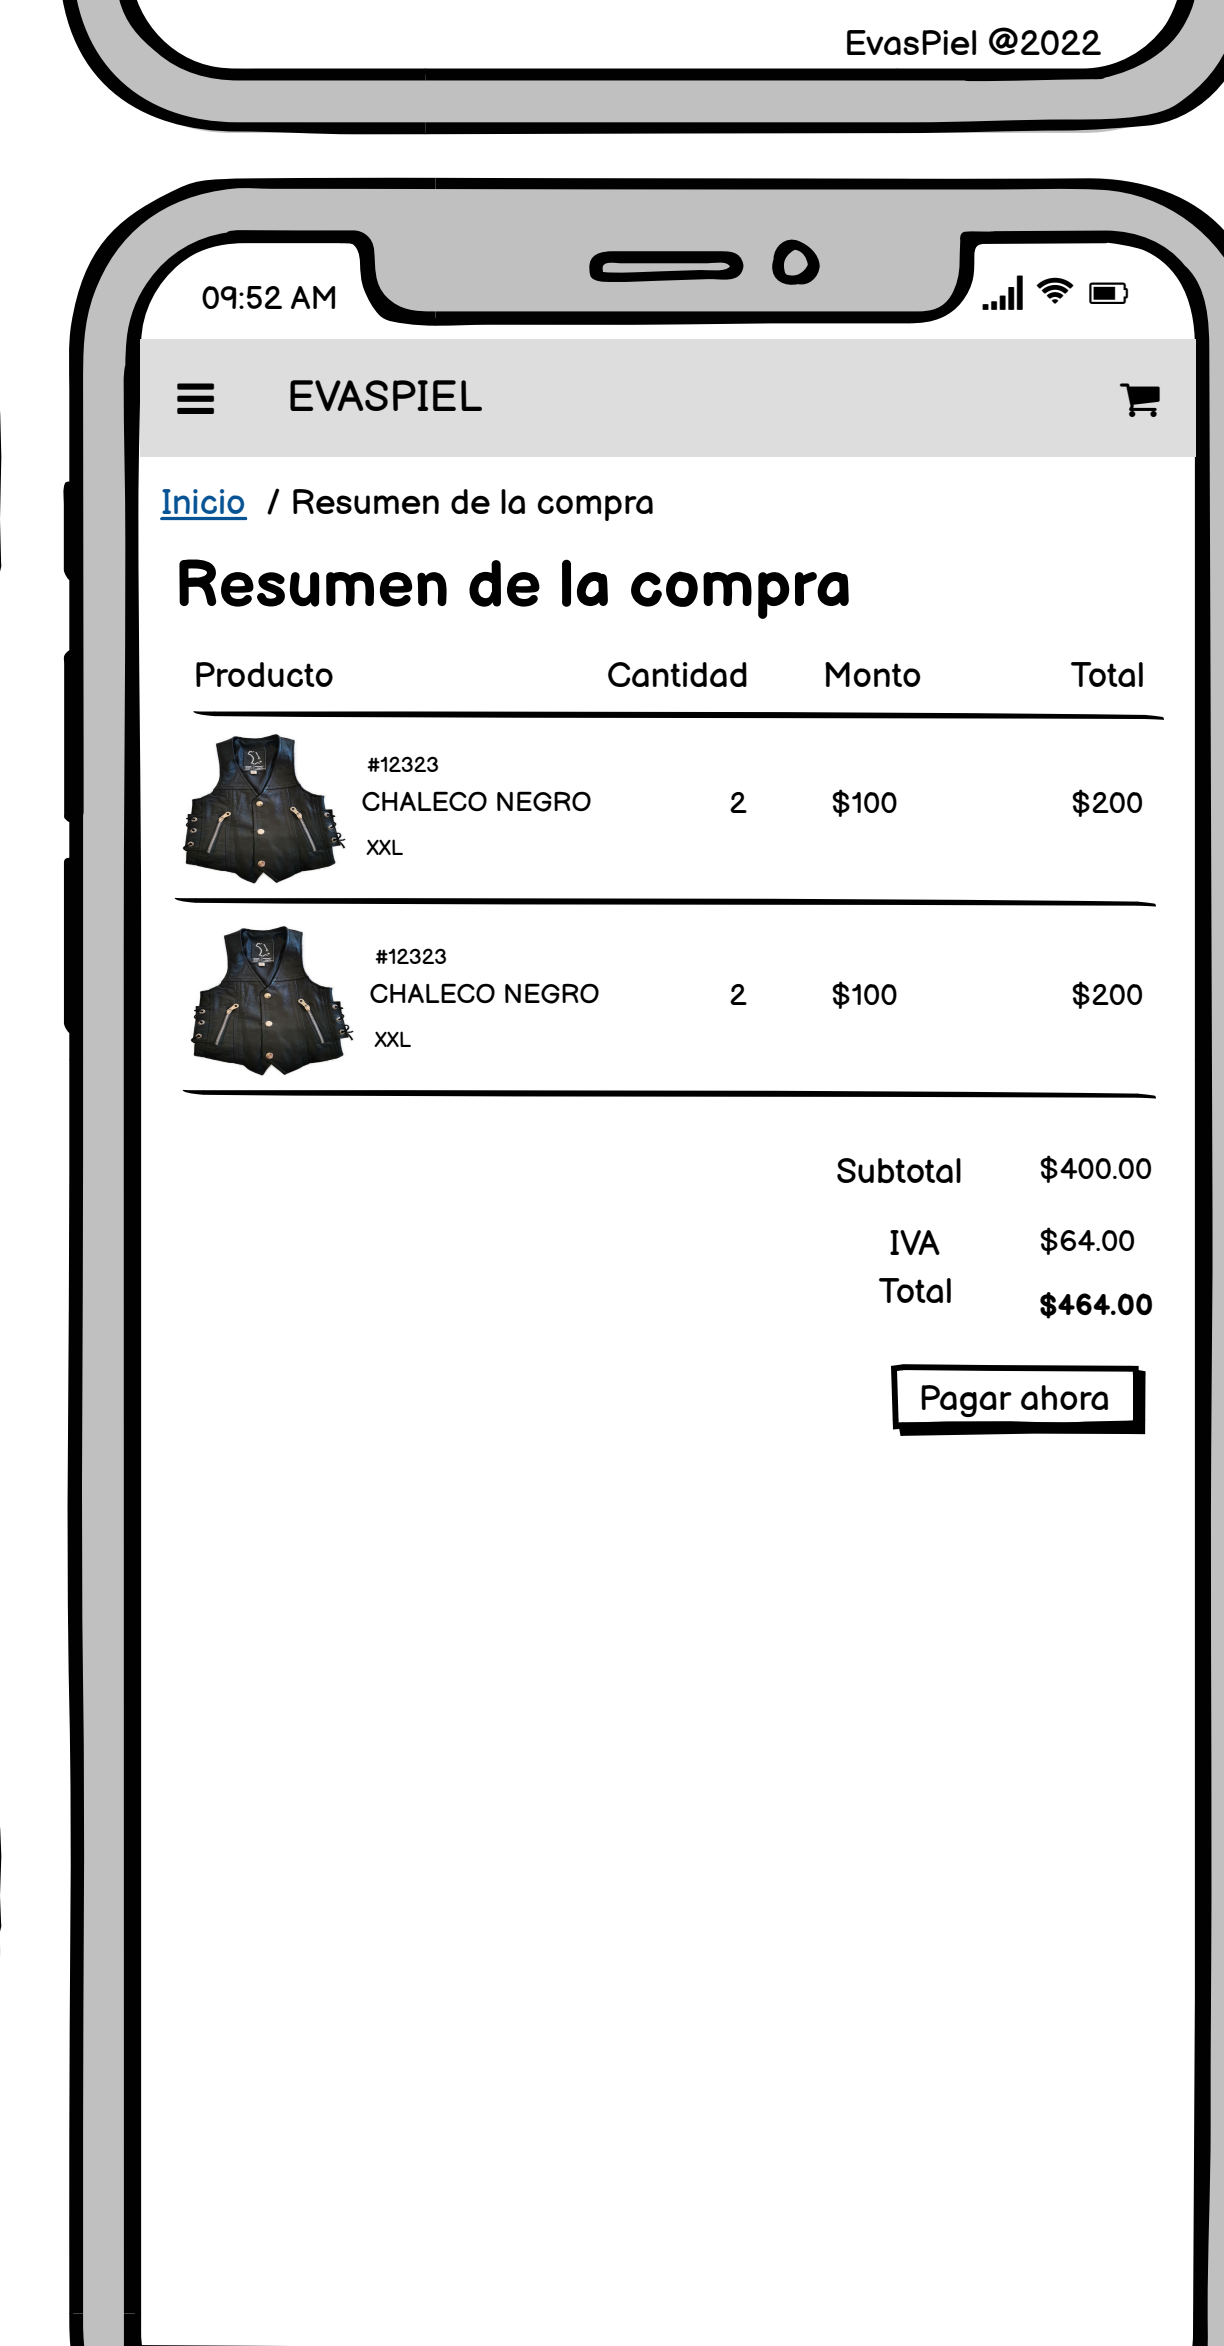 EvasPiel @2022
09:52 AM
EVASPIEL
Inicio / Resumen de la compra
Resumen de la compra
Producto Cantidad Monto Total
#12323
CHALECO NEGRO 2 $100 $200
XXL
#12323
CHALECO NEGRO 2 $100 $200
XXL
Subtotal $400.00
IVA $64.00
Total $464.00
Pagar ahora